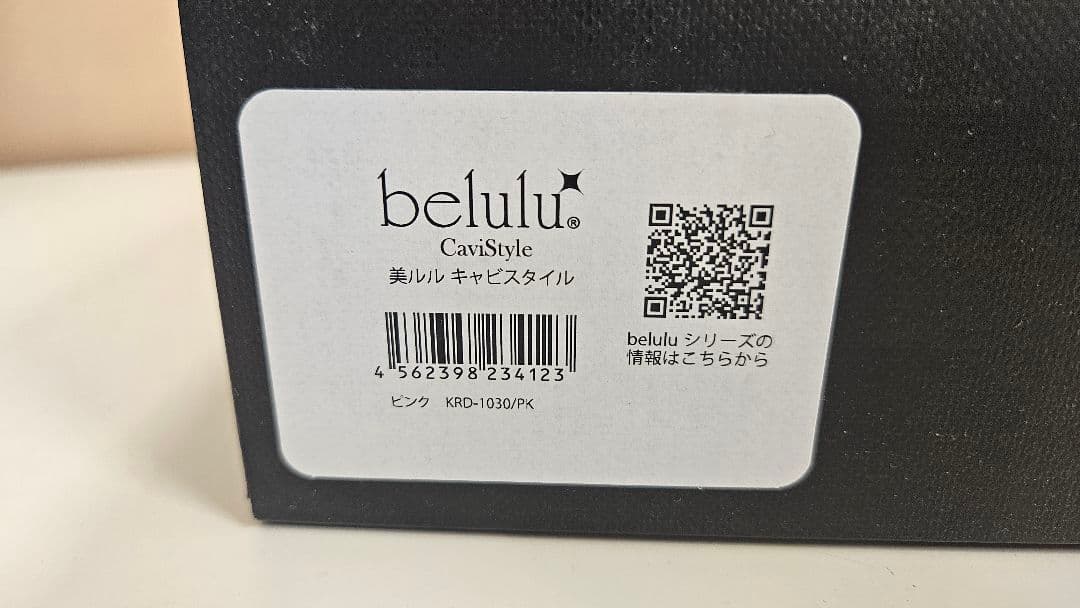 belulu®
CaviStyle
美ルル キャビスタイル
4 562398 234123
ピンク KRD-1030/PK
belulu シリーズの
情報はこちらから